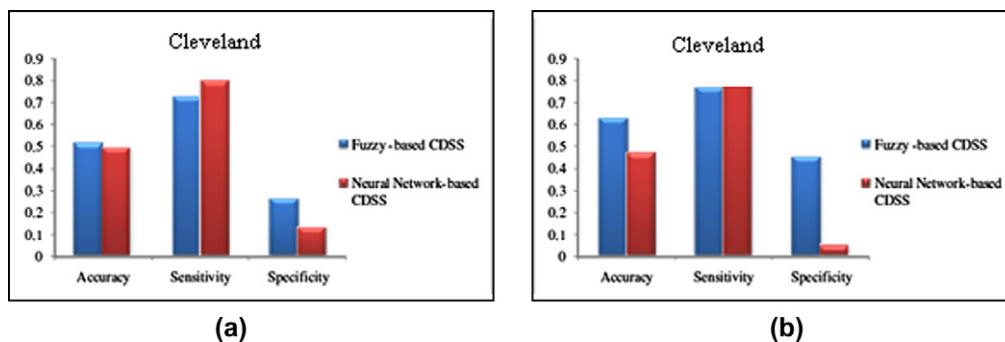 Cleveland
0.9
0.8
0.7
0.6
0.5
0.4
0.3
0.2
0.1
0
Accuracy Sensitivity Specificity
Fuzzy -based CDSS
Neural Network-based
CDSS
(a)
Cleveland
0.9
0.8
0.7
0.6
0.5
0.4
0.3
0.2
0.1
0
Accuracy Sensitivity Specificity
Fuzzy -based CDSS
Neural Network-based
CDSS
(b)